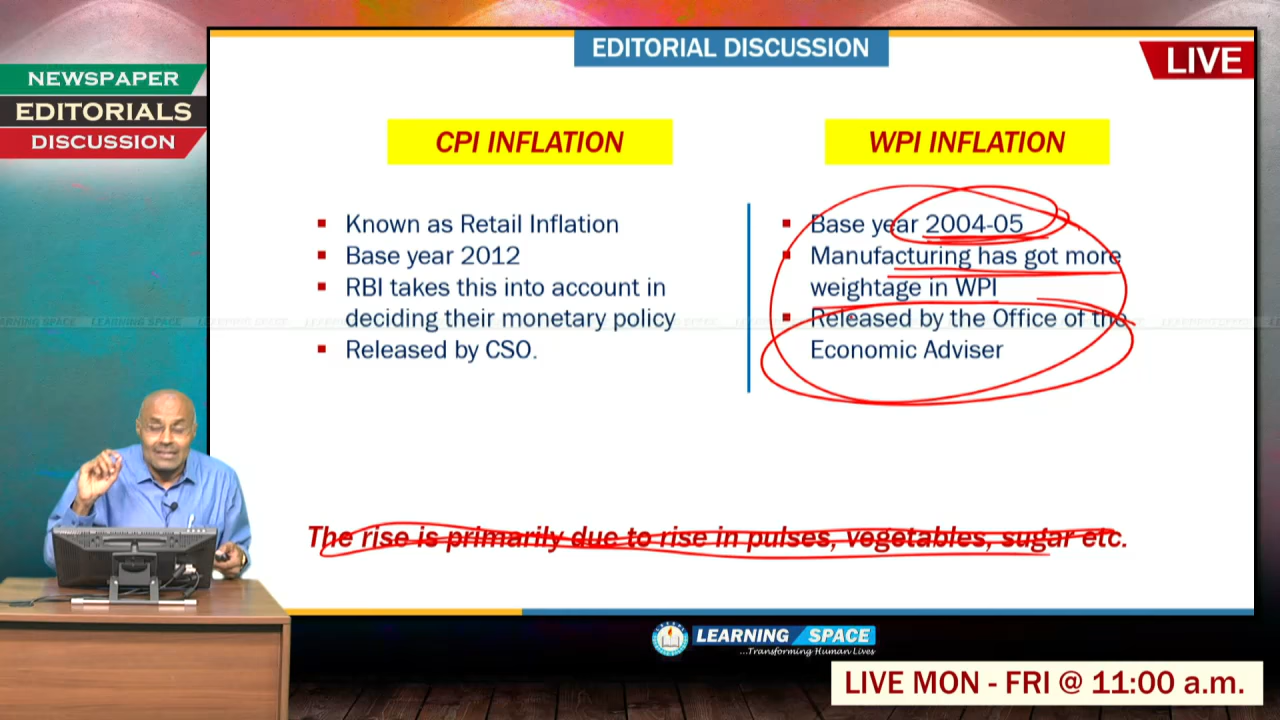 EDITORIAL DISCUSSION
LIVE
NEWSPAPER
EDITORIALS
DISCUSSION
CPI INFLATION
Known as Retail Inflation
Base year 2012
RBI takes this into account in
deciding their monetary policy
Released by CSO.
WPI INFLATION
Base year 2004-05
Manufacturing has got more
weightage in WPI
Released by the Office of the
Economic Adviser
The rise is primarily due to rise in pulses, vegetables, sugar etc.
LEARNING SPACE
...Transforming Human Lives
LIVE MON - FRI @ 11:00 a.m.